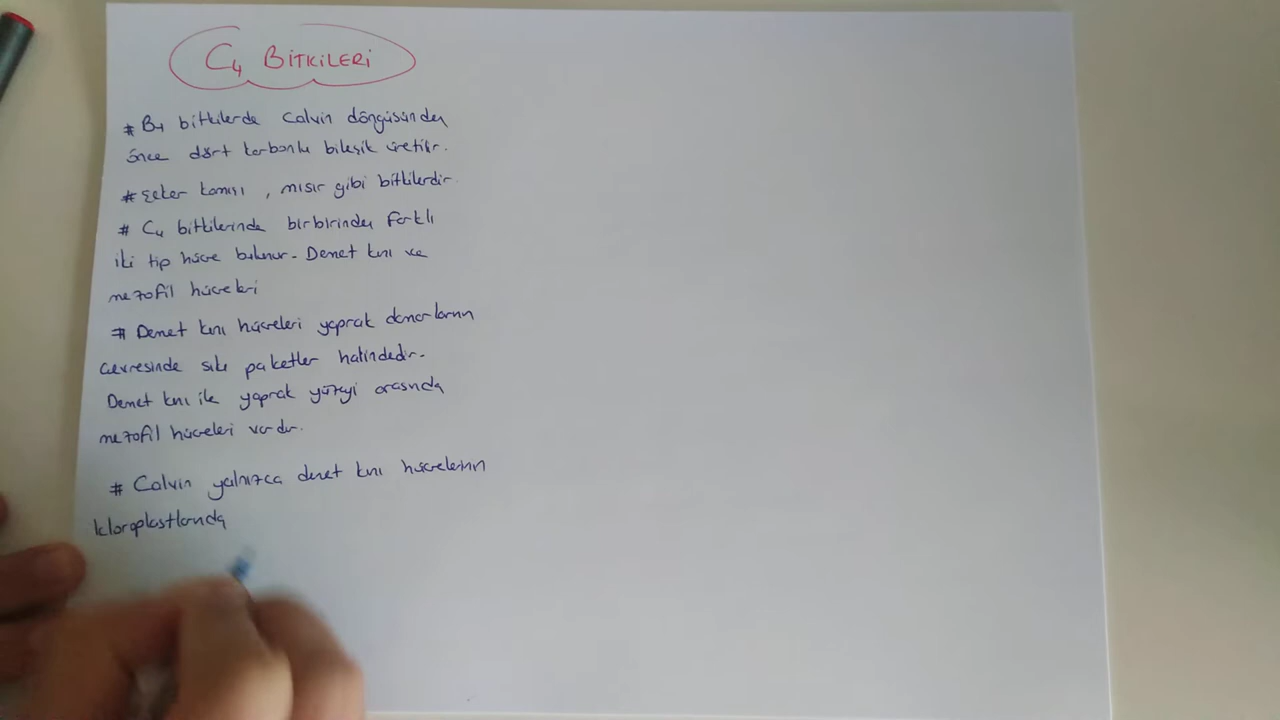 C4 BİTKİLERİ
# Bu bitkilerde Calvin döngüsünden
önce dört karbonlu bileşik üretilir.
# Şeker kamışı, mısır gibi bitkilerdir.
# C4 bitkilerinde birbirinden farklı
iki tip hücre bulunur. Demet kını ve
mezofil hücreleri
# Demet kını hücreleri yaprak damarlarının
çevresinde sıkı paketler halindedir.
Demet kını ile yaprak yüzeyi arasında
mezofil hücreleri vardır.
# Calvin yalnızca demet kını hücrelerinin
kloroplastlarında